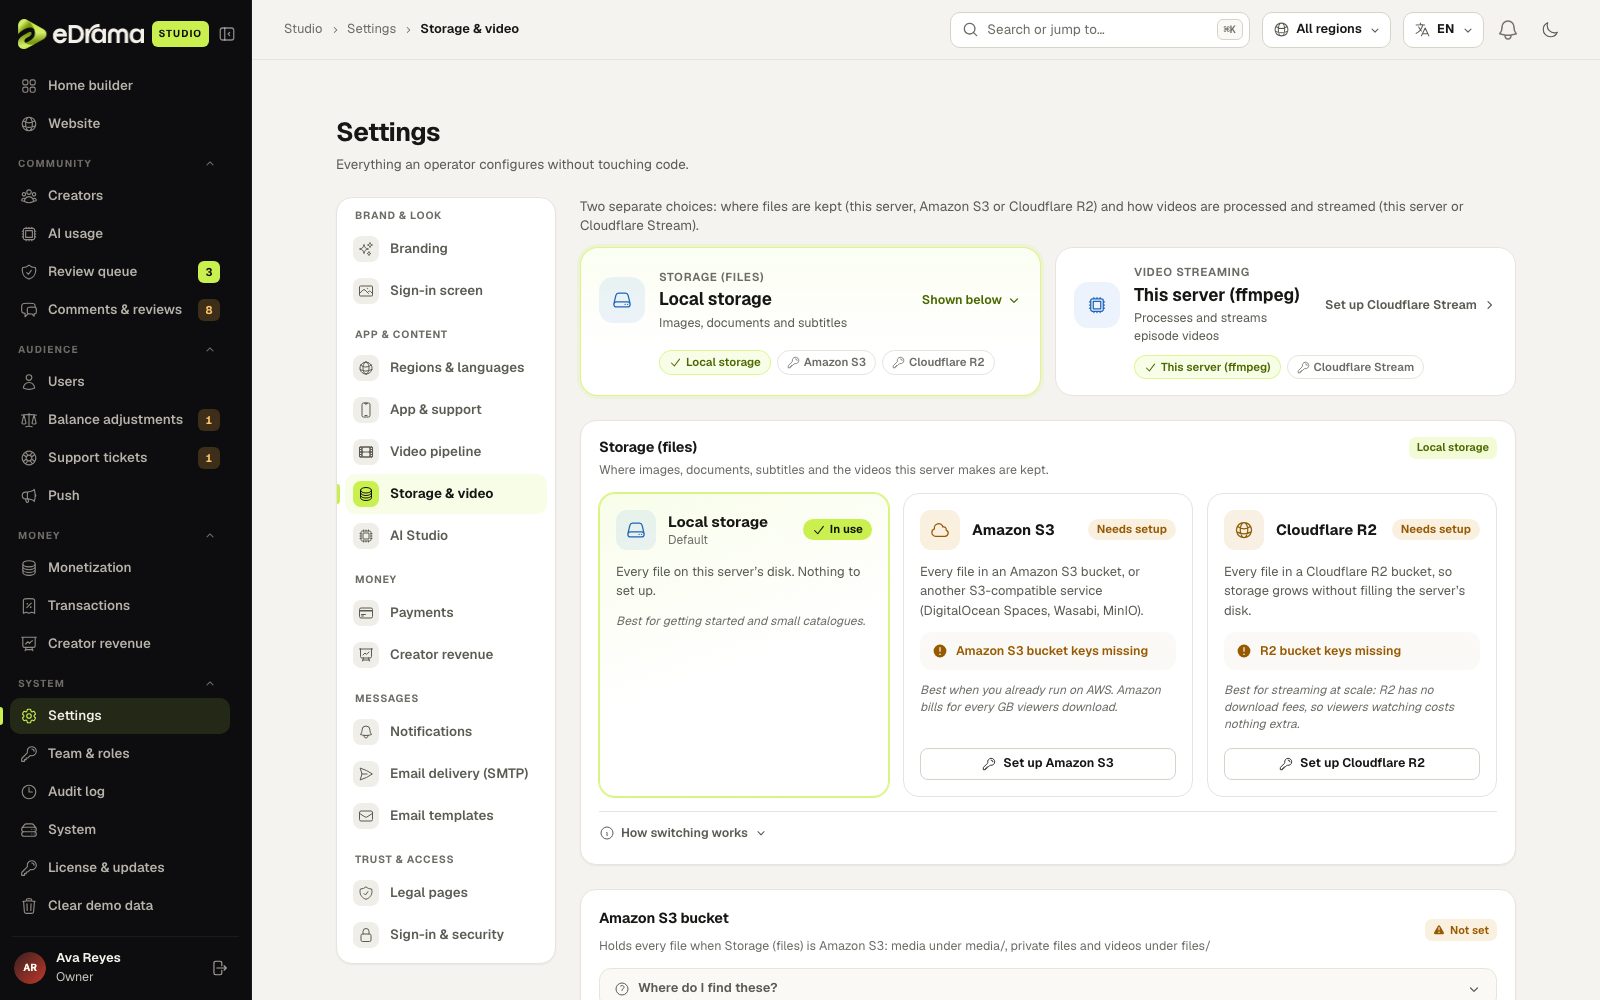 eDrama STUDIO
Home builder
Website
COMMUNITY
Creators
AI usage
Review queue 3
Comments & reviews 8
AUDIENCE
Users
Balance adjustments 1
Support tickets 1
Push
MONEY
Monetization
Transactions
Creator revenue
SYSTEM
Settings
Team & roles
Audit log
System
License & updates
Clear demo data
AR Ava Reyes
Owner
Studio > Settings > Storage & video
Search or jump to... ⌘K
All regions
EN
Settings
Everything an operator configures without touching code.
BRAND & LOOK
Branding
Sign-in screen
APP & CONTENT
Regions & languages
App & support
Video pipeline
Storage & video
AI Studio
MONEY
Payments
Creator revenue
MESSAGES
Notifications
Email delivery (SMTP)
Email templates
TRUST & ACCESS
Legal pages
Sign-in & security
Two separate choices: where files are kept (this server, Amazon S3 or Cloudflare R2) and how videos are processed and streamed (this server or
Cloudflare Stream).
STORAGE (FILES)
Local storage
Images, documents and subtitles
Shown below
Local storage
Amazon S3
Cloudflare R2
VIDEO STREAMING
This server (ffmpeg)
Processes and streams
episode videos
Set up Cloudflare Stream
This server (ffmpeg)
Cloudflare Stream
Storage (files)
Where images, documents, subtitles and the videos this server makes are kept.
Local storage
Local storage
Default
In use
Every file on this server's disk. Nothing to
set up.
Best for getting started and small catalogues.
Amazon S3
Needs setup
Every file in an Amazon S3 bucket, or
another S3-compatible service
(DigitalOcean Spaces, Wasabi, MinIO).
Amazon S3 bucket keys missing
Best when you already run on AWS. Amazon
bills for every GB viewers download.
Set up Amazon S3
Cloudflare R2
Needs setup
Every file in a Cloudflare R2 bucket, so
storage grows without filling the server's
disk.
R2 bucket keys missing
Best for streaming at scale: R2 has no
download fees, so viewers watching costs
nothing extra.
Set up Cloudflare R2
How switching works
Amazon S3 bucket
Holds every file when Storage (files) is Amazon S3: media under media/, private files and videos under files/
Not set
Where do I find these?